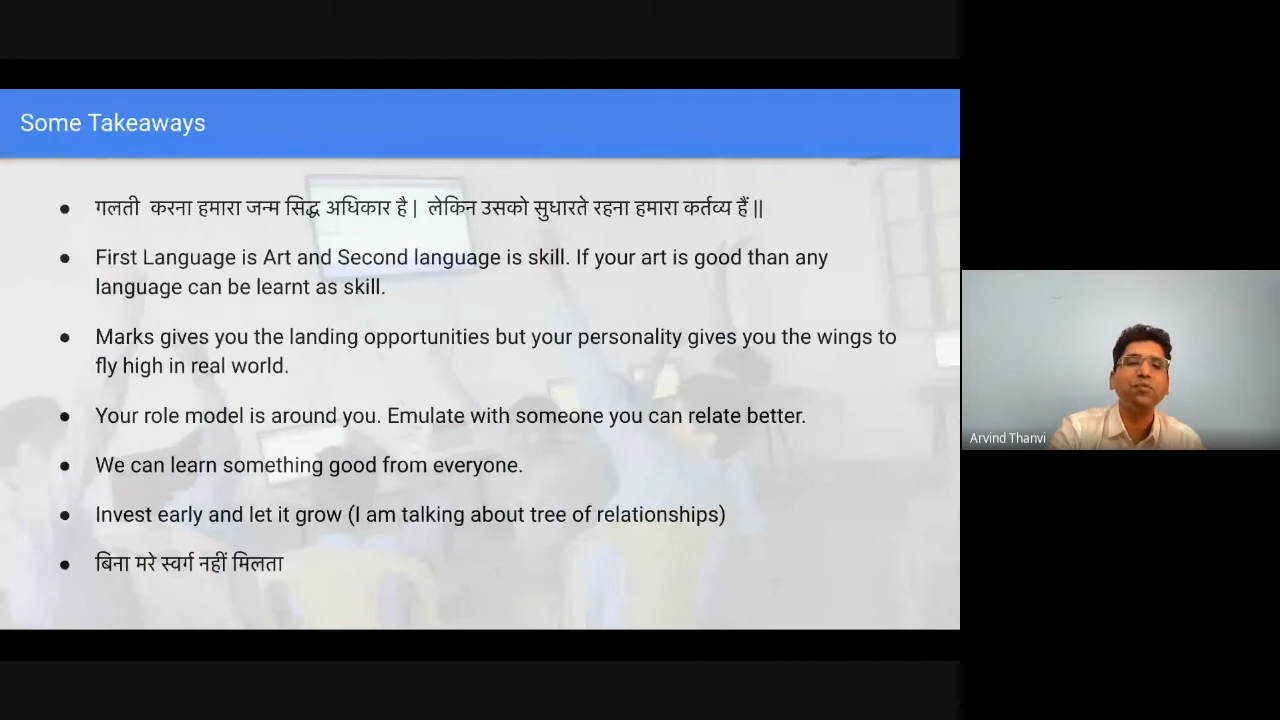 Some Takeaways
● गलती करना हमारा जन्म सिद्ध अधिकार है | लेकिन उसको सुधारते रहना हमारा कर्तव्य हैं ||
● First Language is Art and Second language is skill. If your art is good than any
language can be learnt as skill.
● Marks gives you the landing opportunities but your personality gives you the wings to
fly high in real world.
● Your role model is around you. Emulate with someone you can relate better.
● We can learn something good from everyone.
● Invest early and let it grow (I am talking about tree of relationships)
● बिना मरे स्वर्ग नहीं मिलता
Arvind Thanvi